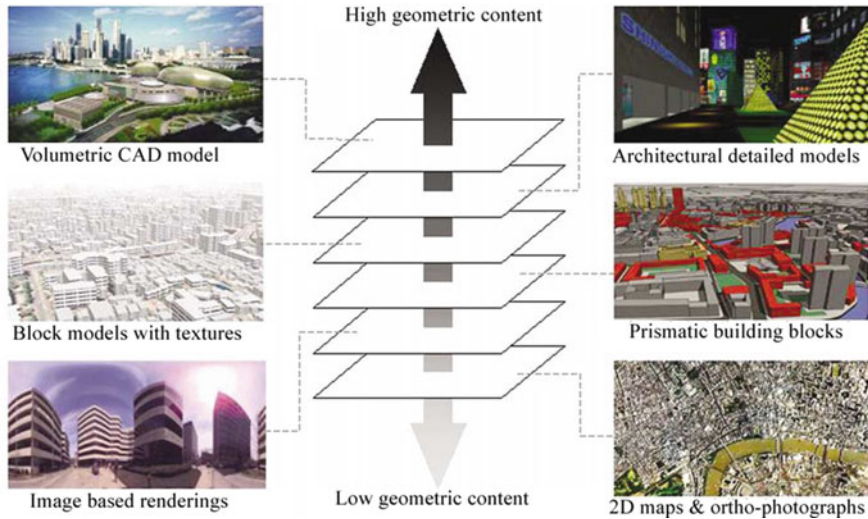 High geometric content
Volumetric CAD model
Architectural detailed models
Block models with textures
Prismatic building blocks
Image based renderings
Low geometric content
2D maps & ortho-photographs